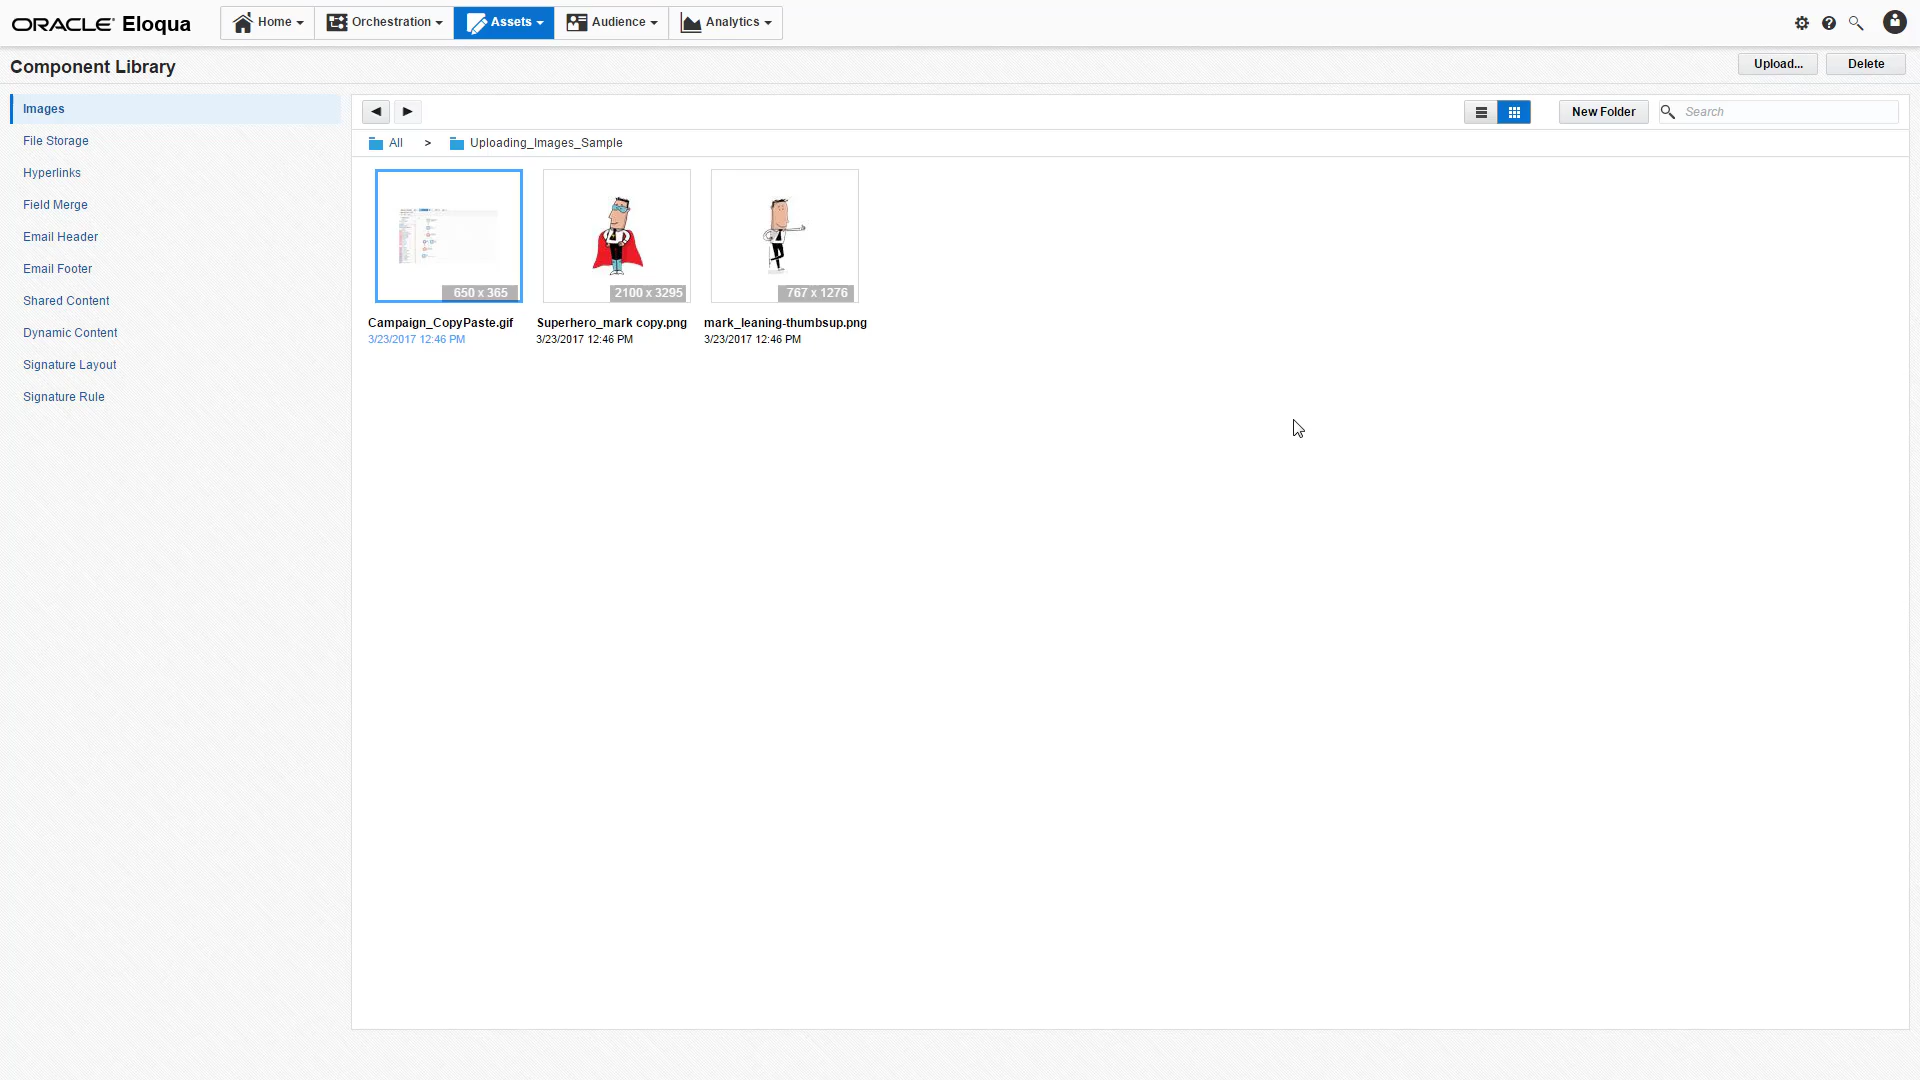 ORACLE Eloqua
Home
Orchestration
Assets
Audience
Analytics
Component Library
Upload...
Delete
Images
File Storage
Hyperlinks
Field Merge
Email Header
Email Footer
Shared Content
Dynamic Content
Signature Layout
Signature Rule
New Folder
Search
All > Uploading_Images_Sample
650 x 365
2100 x 3295
767 x 1276
Campaign_CopyPaste.gif
3/23/2017 12:46 PM
Superhero_mark copy.png
3/23/2017 12:46 PM
mark_leaning-thumbsup.png
3/23/2017 12:46 PM